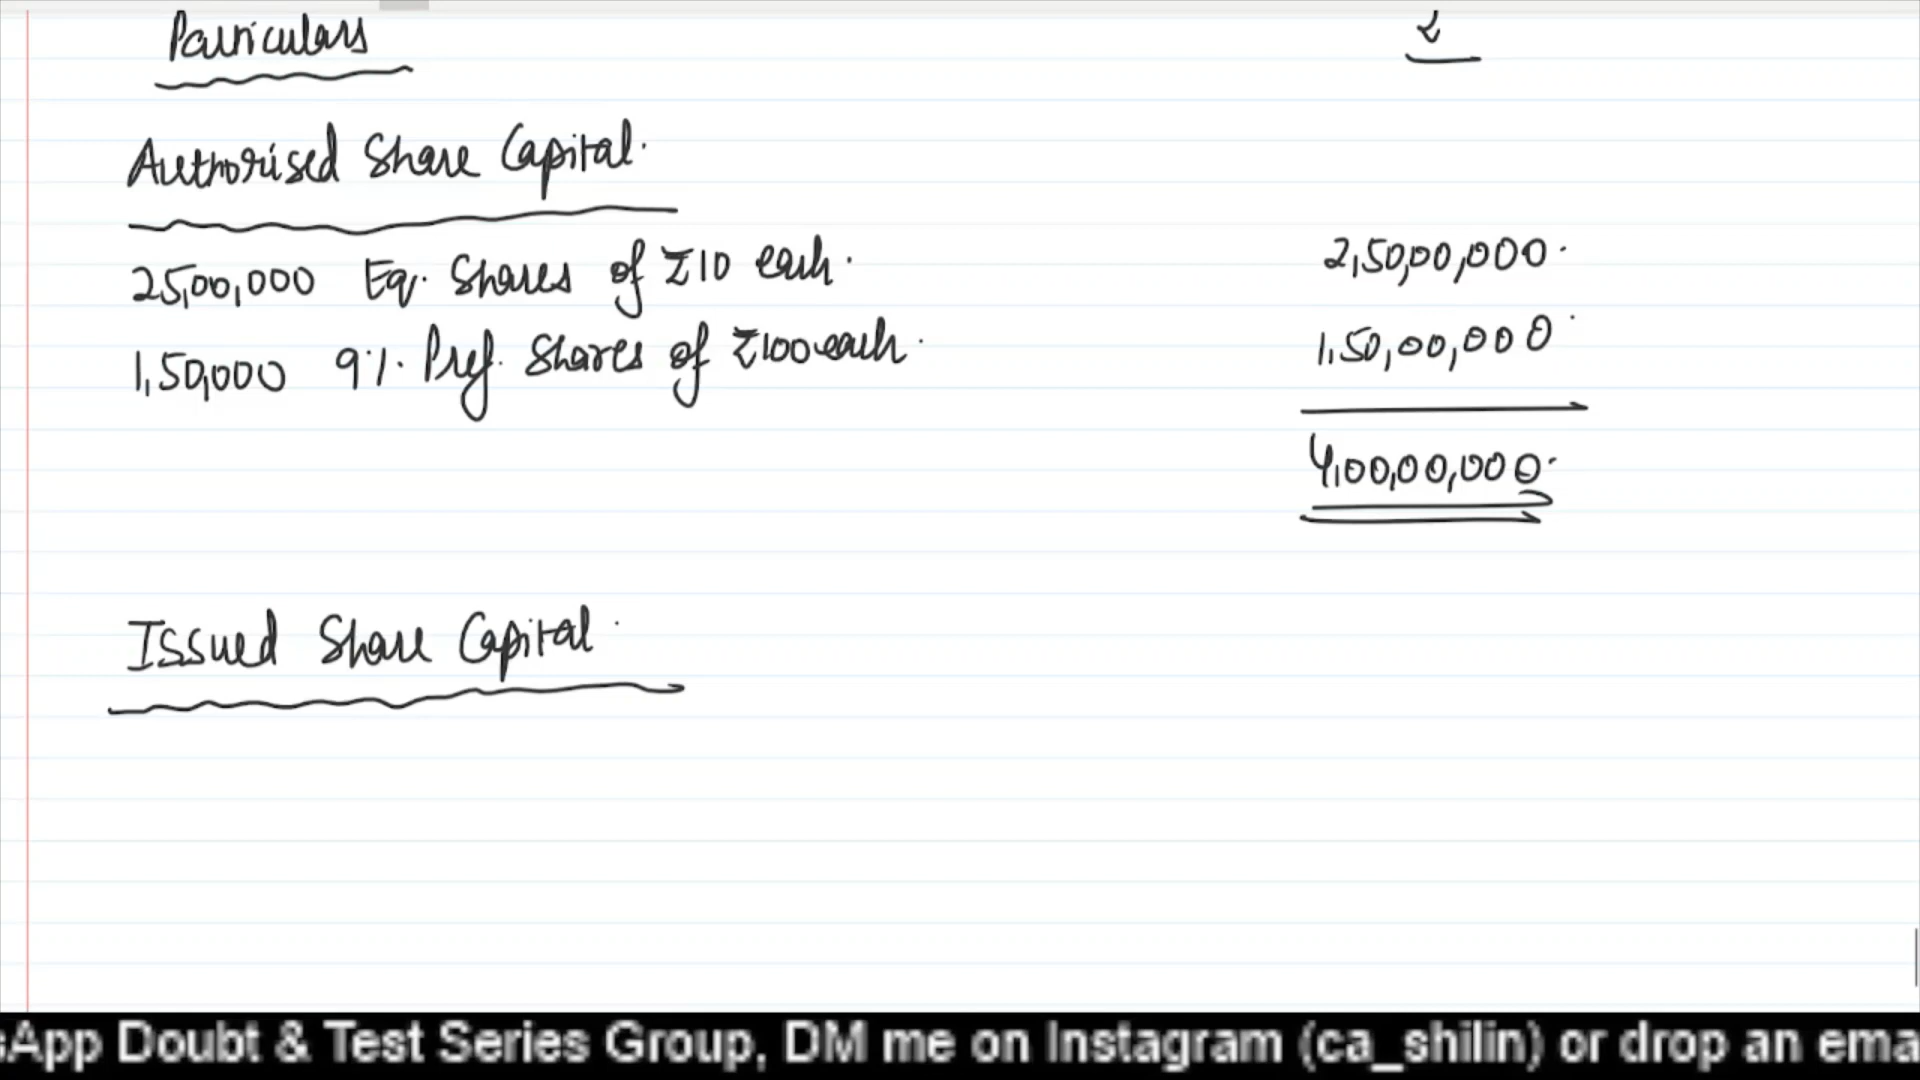 Particulars ₹
Authorised Share Capital.
25,00,000 Eq. Shares of ₹10 each. 2,50,00,000.
1,50,000 9%. Pref. Shares of ₹100 each. 1,50,00,000
4,00,00,000.
Issued Share Capital.
sApp Doubt & Test Series Group, DM me on Instagram (ca_shilin) or drop an ema